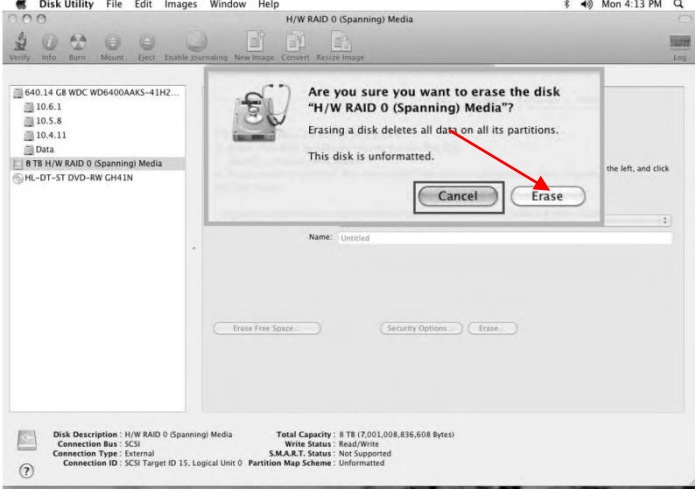 Disk Utility File Edit Images Window Help Mon 4:13 PM
H/W RAID 0 (Spanning) Media
Verify Info Burn Mount Eject Enable Journaling New Image Convert Resize Image Log
640.14 GB WDC WD6400AAKS-41H2...
10.6.1
10.5.8
10.4.11
Data
8 TB H/W RAID 0 (Spanning) Media
HL-DT-ST DVD-RW GH41N
Are you sure you want to erase the disk
"H/W RAID 0 (Spanning) Media"?
Erasing a disk deletes all data on all its partitions.
This disk is unformatted.
Cancel Erase
the left, and click
Name: Untitled
Erase Free Space... Security Options... Erase...
Disk Description : H/W RAID 0 (Spanning) Media Total Capacity : 8 TB (7,001,008,836,608 Bytes)
Connection Bus : SCSI Write Status : Read/Write
Connection Type : External S.M.A.R.T. Status : Not Supported
Connection ID : SCSI Target ID 15, Logical Unit 0 Partition Map Scheme : Unformatted
?